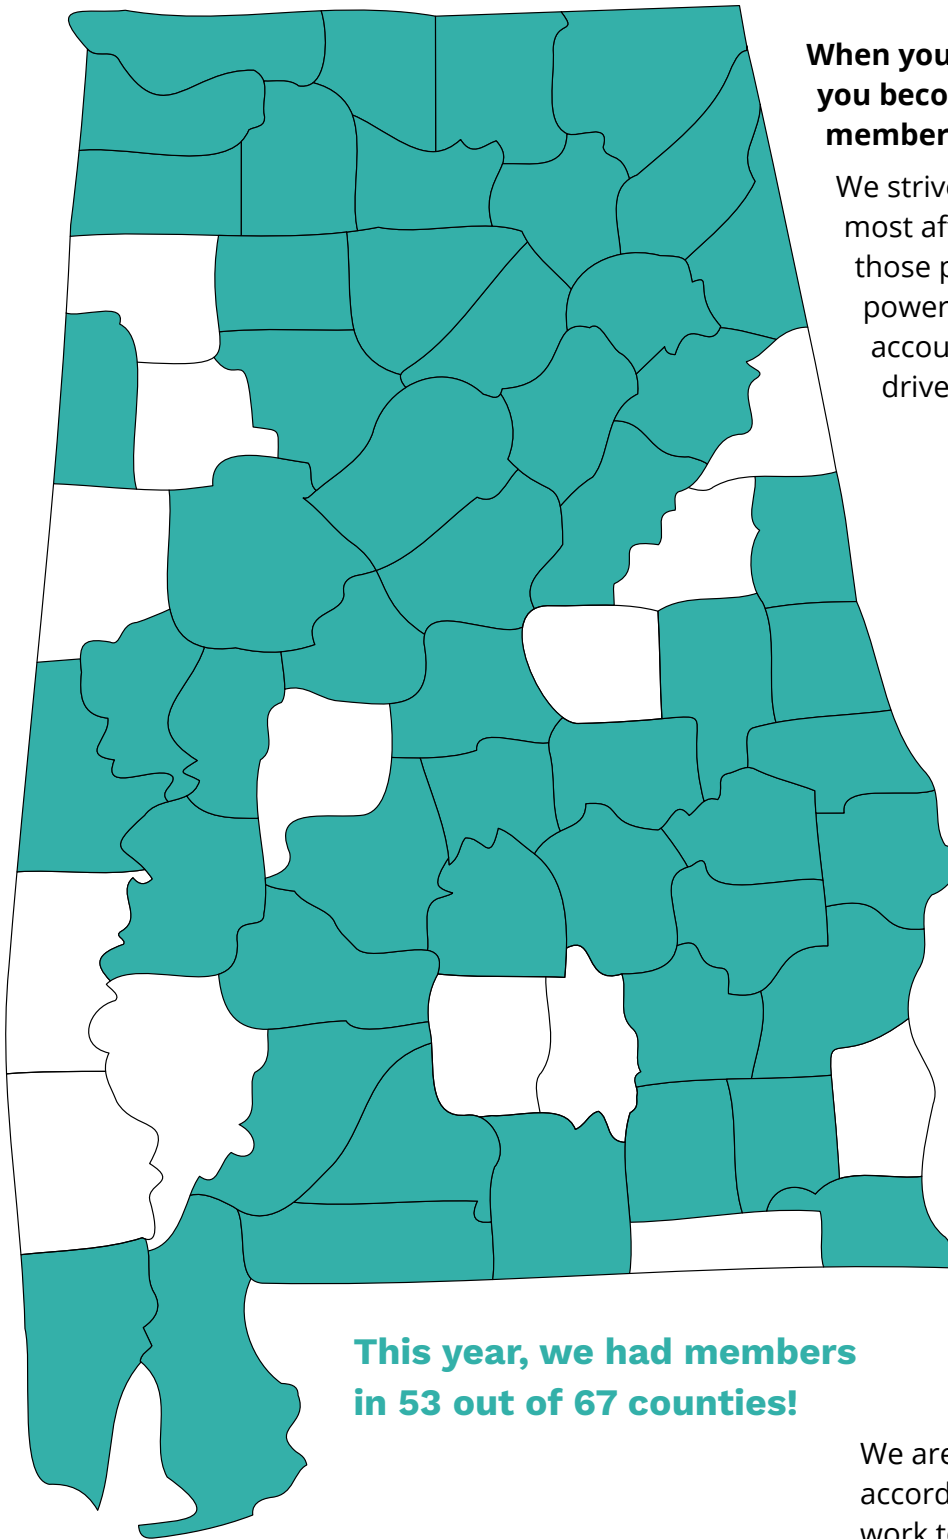 When you
you beco
member
We strive
most af
those p
power
accou
drive
This year, we had members
in 53 out of 67 counties!
We are
accord
work t